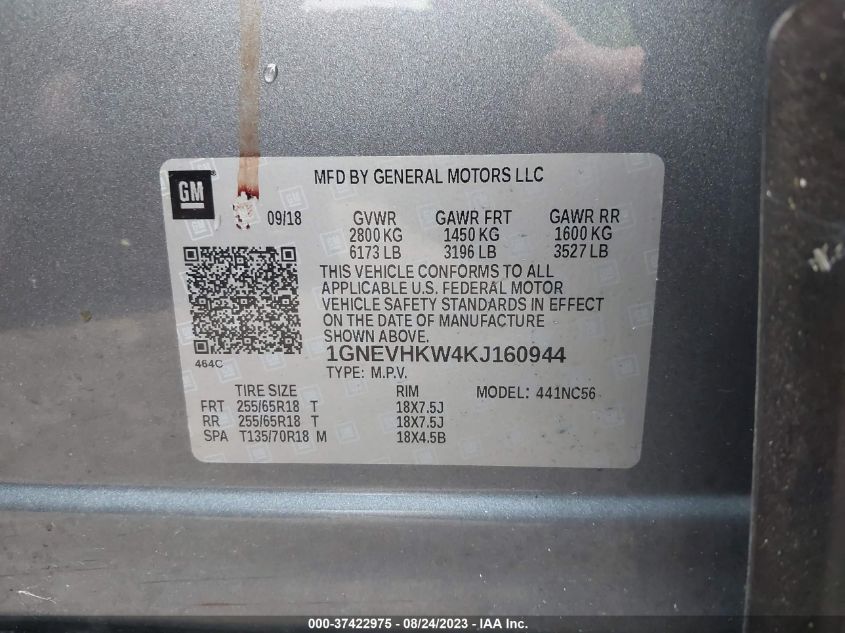 GM
MFD BY GENERAL MOTORS LLC
09/18 GVWR GAWR FRT GAWR RR
2800 KG 1450 KG 1600 KG
6173 LB 3196 LB 3527 LB
THIS VEHICLE CONFORMS TO ALL
APPLICABLE U.S. FEDERAL MOTOR
VEHICLE SAFETY STANDARDS IN EFFECT
ON THE DATE OF MANUFACTURE
SHOWN ABOVE.
1GNEVHKW4KJ160944
464C
TYPE: M.P.V.
TIRE SIZE RIM MODEL: 441NC56
FRT 255/65R18 T 18X7.5J
RR 255/65R18 T 18X7.5J
SPA T135/70R18 M 18X4.5B
000-37422975 - 08/24/2023 - COPYRIGHT IAA, LLC.